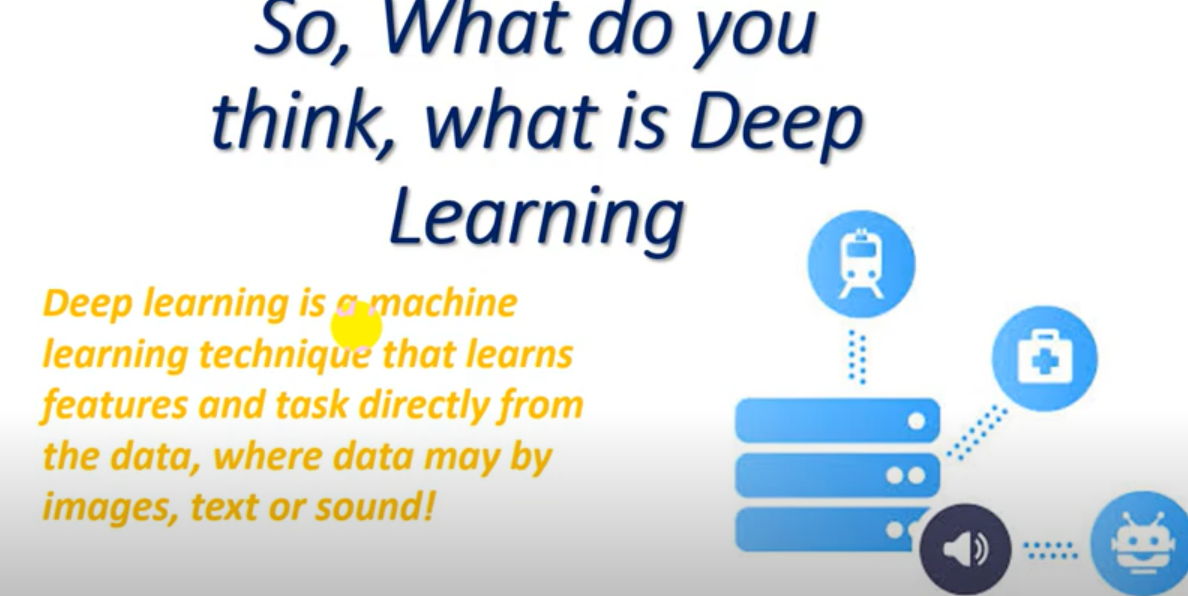 So, What do you
think, what is Deep
Learning
Deep learning is a machine
learning technique that learns
features and task directly from
the data, where data may by
images, text or sound!